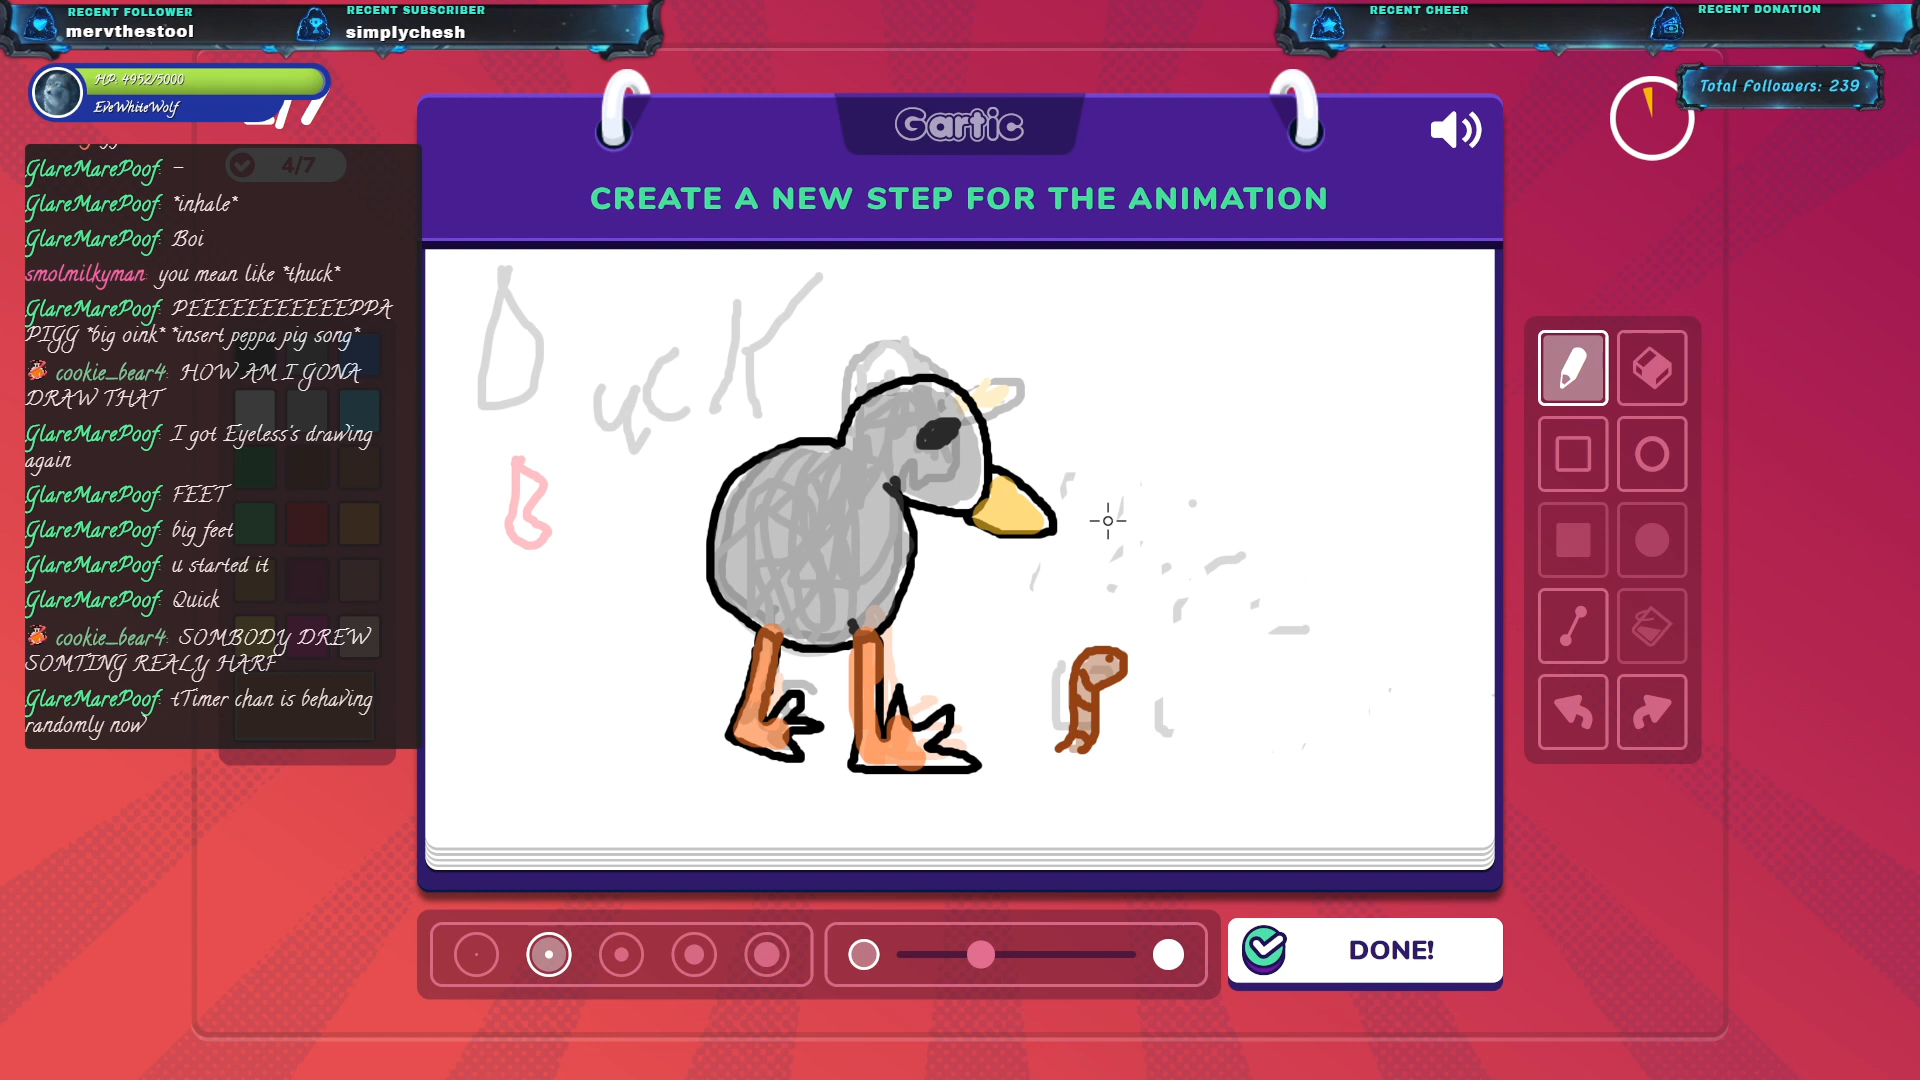 RECENT FOLLOWER
mervthestool
RECENT SUBSCRIBER
simplychesh
RECENT CHEER
RECENT DONATION
HP: 4952/5000
EveWhiteWolf
Total Followers: 239
Gartic
CREATE A NEW STEP FOR THE ANIMATION
4/7
GlareMarePoof: –
GlareMarePoof: *inhale*
GlareMarePoof: Boi
smolmilkyman: you mean like *thuck*
GlareMarePoof: PEEEEEEEEEEEPPA
PIGG *big oink* *insert peppa pig song*
cookie_bear4: HOW AM I GONA
DRAW THAT
GlareMarePoof: I got Eyeless's drawing
again
GlareMarePoof: FEET
GlareMarePoof: big feet
GlareMarePoof: u started it
GlareMarePoof: Quick
cookie_bear4: SOMBODY DREW
SOMTING REALY HARF
GlareMarePoof: tTimer chan is behaving
randomly now
DucK
B
DONE!